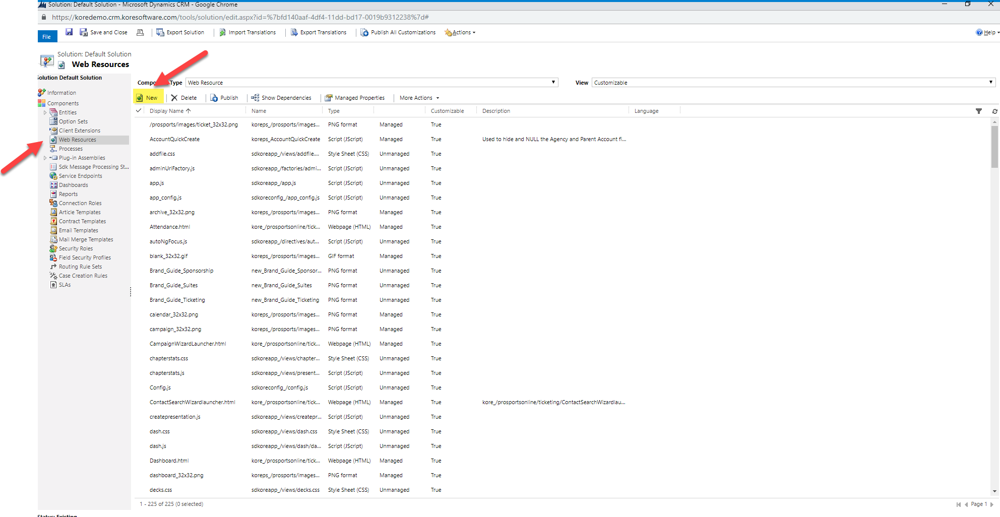 Solution: Default Solution - Microsoft Dynamics CRM - Google Chrome
https://koredemo.crm.koresoftware.com/tools/solution/edit.aspx?id=%7bfd140aaf-4df4-11dd-bd17-0019b9312238%7d#
File Save and Close Export Solution Import Translations Export Translations Publish All Customizations Actions Help
Solution: Default Solution
Web Resources
Solution Default Solution
Information
Components
Entities
Option Sets
Client Extensions
Web Resources
Processes
Plug-in Assemblies
Sdk Message Processing St...
Service Endpoints
Dashboards
Reports
Connection Roles
Article Templates
Contract Templates
Email Templates
Mail Merge Templates
Security Roles
Field Security Profiles
Routing Rule Sets
Case Creation Rules
SLAs
Type Web Resource View Customizable
New Delete Publish Show Dependencies Managed Properties More Actions
Display Name Name Type Customizable Description Language
/prosports/images/ticket_32x32.png koreps_/prosports/images... PNG format Managed True
AccountQuickCreate koreps_AccountQuickCreate Script (JScript) Managed True Used to hide and NULL the Agency and Parent Account fi...
addfile.css sdkoreapp_/views/addfile.... Style Sheet (CSS) Unmanaged True
adminUrlFactory.js sdkoreapp_/factories/admi... Script (JScript) Unmanaged True
app.js sdkoreapp_/app.js Script (JScript) Unmanaged True
app_config.js sdkoreconfig_/app_config.js Script (JScript) Unmanaged True
archive_32x32.png koreps_/prosports/images... PNG format Managed True
Attendance.html kore_/prosportsonline/tick... Webpage (HTML) Managed True
autoNgFocus.js sdkoreapp_/directives/aut... Script (JScript) Unmanaged True
blank_32x32.gif koreps_/prosports/images... GIF format Managed True
Brand_Guide_Sponsorship new_Brand_Guide_Sponsor... PNG format Unmanaged True
Brand_Guide_Suites new_Brand_Guide_Suites PNG format Unmanaged True
Brand_Guide_Ticketing new_Brand_Guide_Ticketing PNG format Unmanaged True
calendar_32x32.png koreps_/prosports/images... PNG format Managed True
campaign_32x32.png koreps_/prosports/images... PNG format Managed True
CampaignWizardLauncher.html kore_/prosportsonline/tick... Webpage (HTML) Managed True
chapterstats.css sdkoreapp_/views/chapter... Style Sheet (CSS) Unmanaged True
chapterstats.js sdkoreapp_/views/present... Script (JScript) Unmanaged True
Config.js sdkoreconfig_/config.js Script (JScript) Unmanaged True
ContactSearchWizardlauncher.html kore_/prosportsonline/tick... Webpage (HTML) Managed True kore_/prosportsonline/ticketing/ContactSearchWizardlau...
createpresentation.js sdkoreapp_/views/createpr... Script (JScript) Unmanaged True
dash.css sdkoreapp_/views/dash.css Style Sheet (CSS) Unmanaged True
dash.js sdkoreapp_/views/dash/da... Script (JScript) Unmanaged True
Dashboard.html kore_/prosportsonline/tick... Webpage (HTML) Managed True
dashboard_32x32.png koreps_/prosports/images... PNG format Managed True
decks.css sdkoreapp_/views/decks.css Style Sheet (CSS) Unmanaged True
1 - 225 of 225 (0 selected) Page 1
Status: Existing